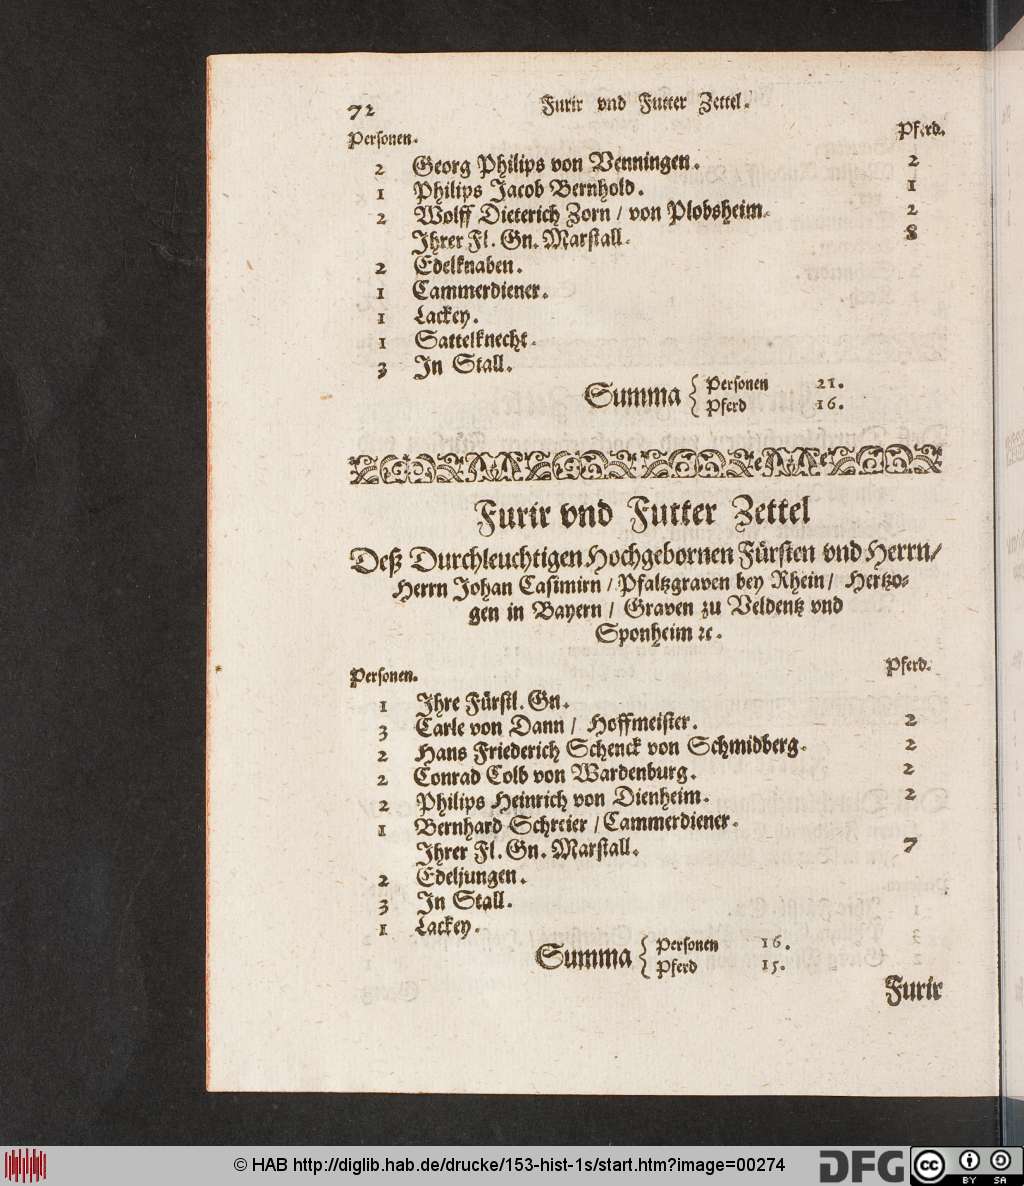 72 Furir vnd Futter Zettel.
Personen. Pferd.
2 Georg Philips von Venningen. 2
1 Philips Jacob Bernhold. 1
2 Wolff Dieterich Zorn / von Plobsheim. 2
Ihrer Fl. Gn. Marstall. 8
2 Edelknaben.
1 Cammerdiener.
1 Lackey.
1 Sattelknecht.
3 In Stall.
Summa { Personen 21.
Pferd 16.
Furir vnd Futter Zettel
Deß Durchleuchtigen Hochgebornen Fürsten vnd Herrn/
Herrn Johan Casimirn / Pfaltzgraven bey Rhein / Hertzo-
gen in Bayern / Graven zu Veldentz vnd
Sponheim ꝛc.
Personen. Pferd.
1 Ihre Fürstl. Gn.
3 Carle von Dann / Hoffmeister. 2
2 Hans Friederich Schenck von Schmidberg. 2
2 Conrad Colb von Wardenburg. 2
2 Philips Heinrich von Dienheim. 2
1 Bernhard Schreier / Cammerdiener.
Ihrer Fl. Gn. Marstall. 7
2 Edeljungen.
3 In Stall.
1 Lackey.
Summa { Personen 16.
Pferd 15.
Furir
© HAB http://diglib.hab.de/drucke/153-hist-1s/start.htm?image=00274 DFG cc BY SA